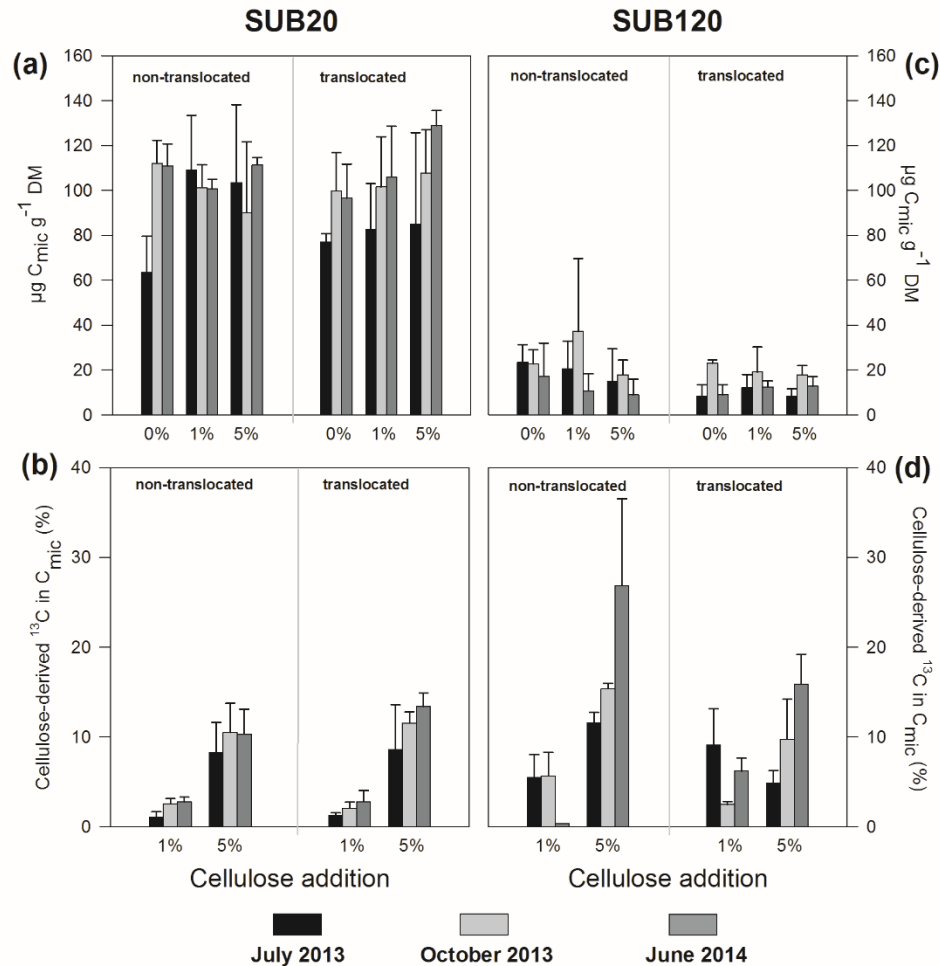 SUB20
SUB120
(a)
160
140
120
100
80
60
40
20
0
µg C_mic g⁻¹ DM
non-translocated
translocated
0% 1% 5% 0% 1% 5%
(c)
160
140
120
100
80
60
40
20
0
µg C_mic g⁻¹ DM
non-translocated
translocated
0% 1% 5% 0% 1% 5%
(b)
40
30
20
10
0
Cellulose-derived ¹³C in C_mic (%)
non-translocated
translocated
1% 5% 1% 5%
Cellulose addition
(d)
40
30
20
10
0
Cellulose-derived ¹³C in C_mic (%)
non-translocated
translocated
1% 5% 1% 5%
Cellulose addition
July 2013
October 2013
June 2014